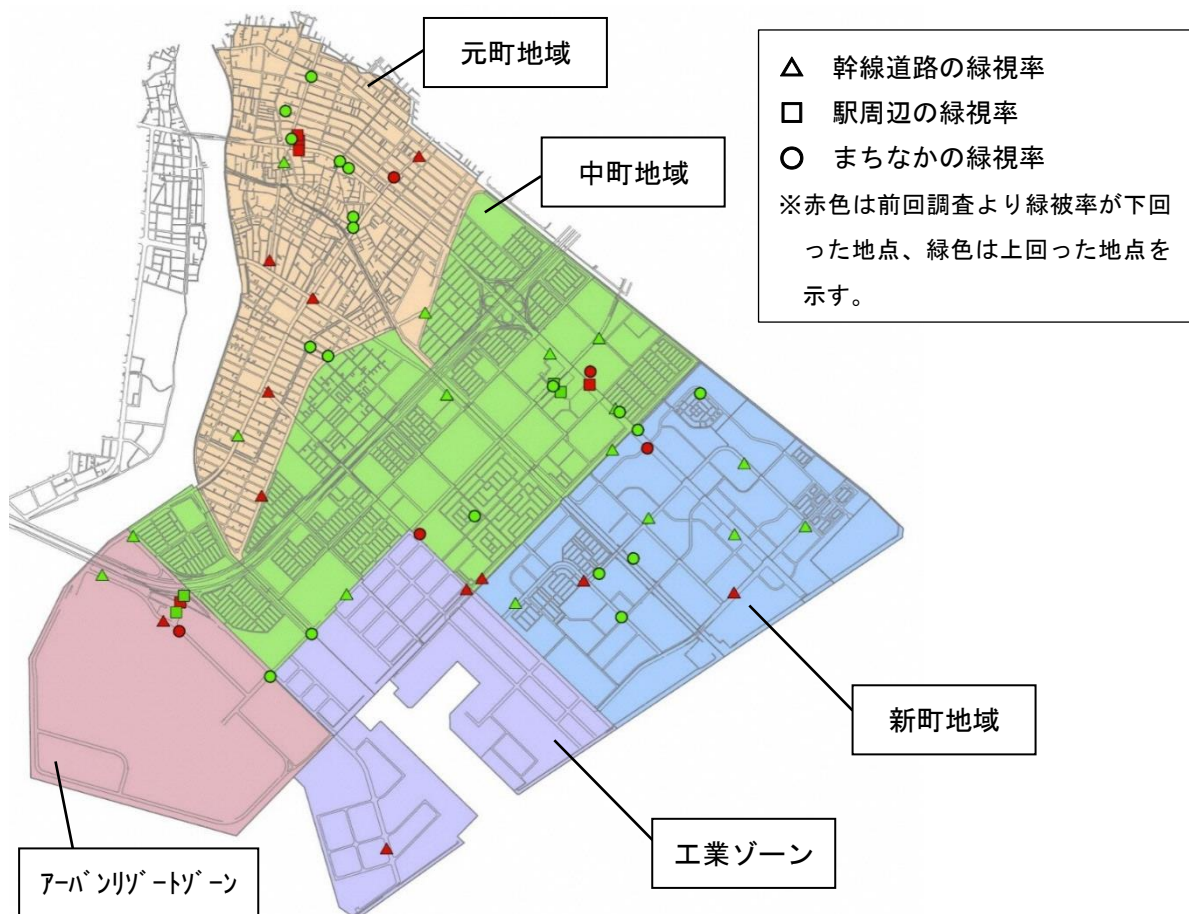 元町地域
中町地域
△ 幹線道路の緑視率
□ 駅周辺の緑視率
○ まちなかの緑視率
※赤色は前回調査より緑被率が下回
った地点、緑色は上回った地点を
示す。
新町地域
工業ゾーン
ｱｰﾊﾞﾝﾘｿﾞｰﾄｿﾞｰﾝ